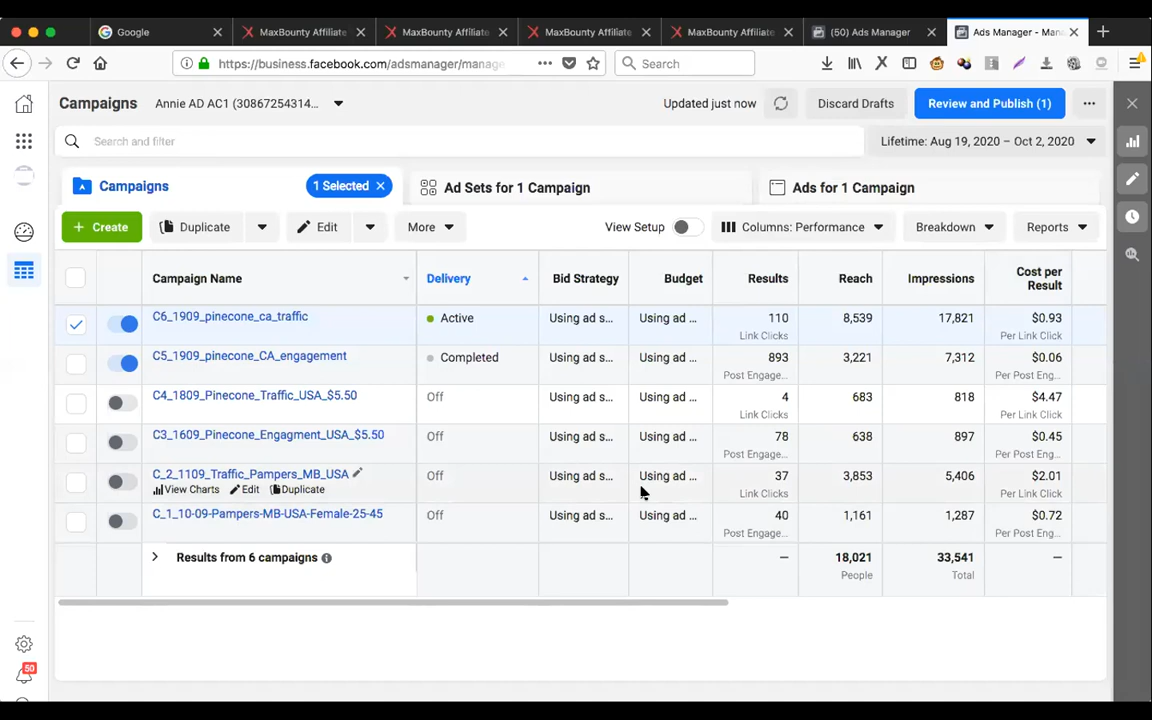 Google
MaxBounty Affiliate
MaxBounty Affiliate
MaxBounty Affiliate
MaxBounty Affiliate
(50) Ads Manager
Ads Manager - Man
https://business.facebook.com/adsmanager/manage
Search
Campaigns
Annie AD AC1 (30867254314...
Updated just now
Discard Drafts
Review and Publish (1)
Search and filter
Lifetime: Aug 19, 2020 – Oct 2, 2020
Campaigns
1 Selected
Ad Sets for 1 Campaign
Ads for 1 Campaign
+ Create
Duplicate
Edit
More
View Setup
Columns: Performance
Breakdown
Reports
Campaign Name
Delivery
Bid Strategy
Budget
Results
Reach
Impressions
Cost per
Result
C6_1909_pinecone_ca_traffic
Active
Using ad s...
Using ad ...
110
8,539
17,821
$0.93
Link Clicks
Per Link Click
C5_1909_pinecone_CA_engagement
Completed
Using ad s...
Using ad ...
893
3,221
7,312
$0.06
Post Engage...
Per Post Eng...
C4_1809_Pinecone_Traffic_USA_$5.50
Off
Using ad s...
Using ad ...
4
683
818
$4.47
Link Clicks
Per Link Click
C3_1609_Pinecone_Engagment_USA_$5.50
Off
Using ad s...
Using ad ...
78
638
897
$0.45
Post Engage...
Per Post Eng...
C_2_1109_Traffic_Pampers_MB_USA
Off
Using ad s...
Using ad ...
37
3,853
5,406
$2.01
View Charts
Edit
Duplicate
Link Clicks
Per Link Click
C_1_10-09-Pampers-MB-USA-Female-25-45
Off
Using ad s...
Using ad ...
40
1,161
1,287
$0.72
Post Engage...
Per Post Eng...
Results from 6 campaigns
—
18,021
33,541
—
People
Total
50